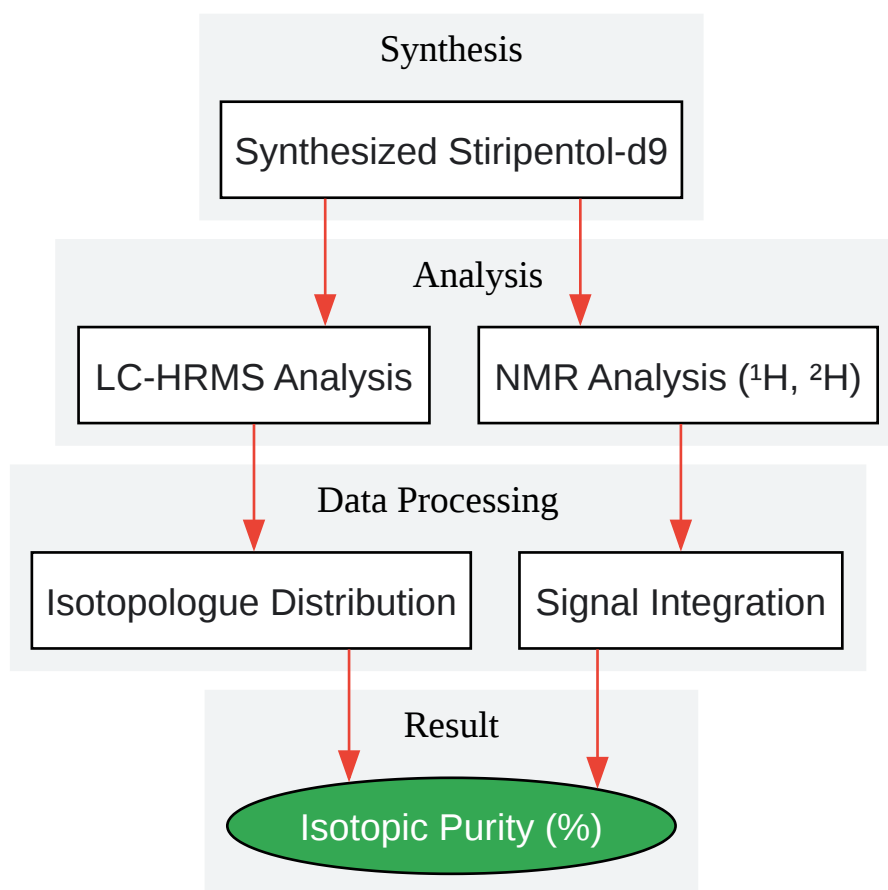 Synthesis
Synthesized Stiripentol-d9
Analysis
LC-HRMS Analysis
NMR Analysis (¹H, ²H)
Data Processing
Isotopologue Distribution
Signal Integration
Result
Isotopic Purity (%)